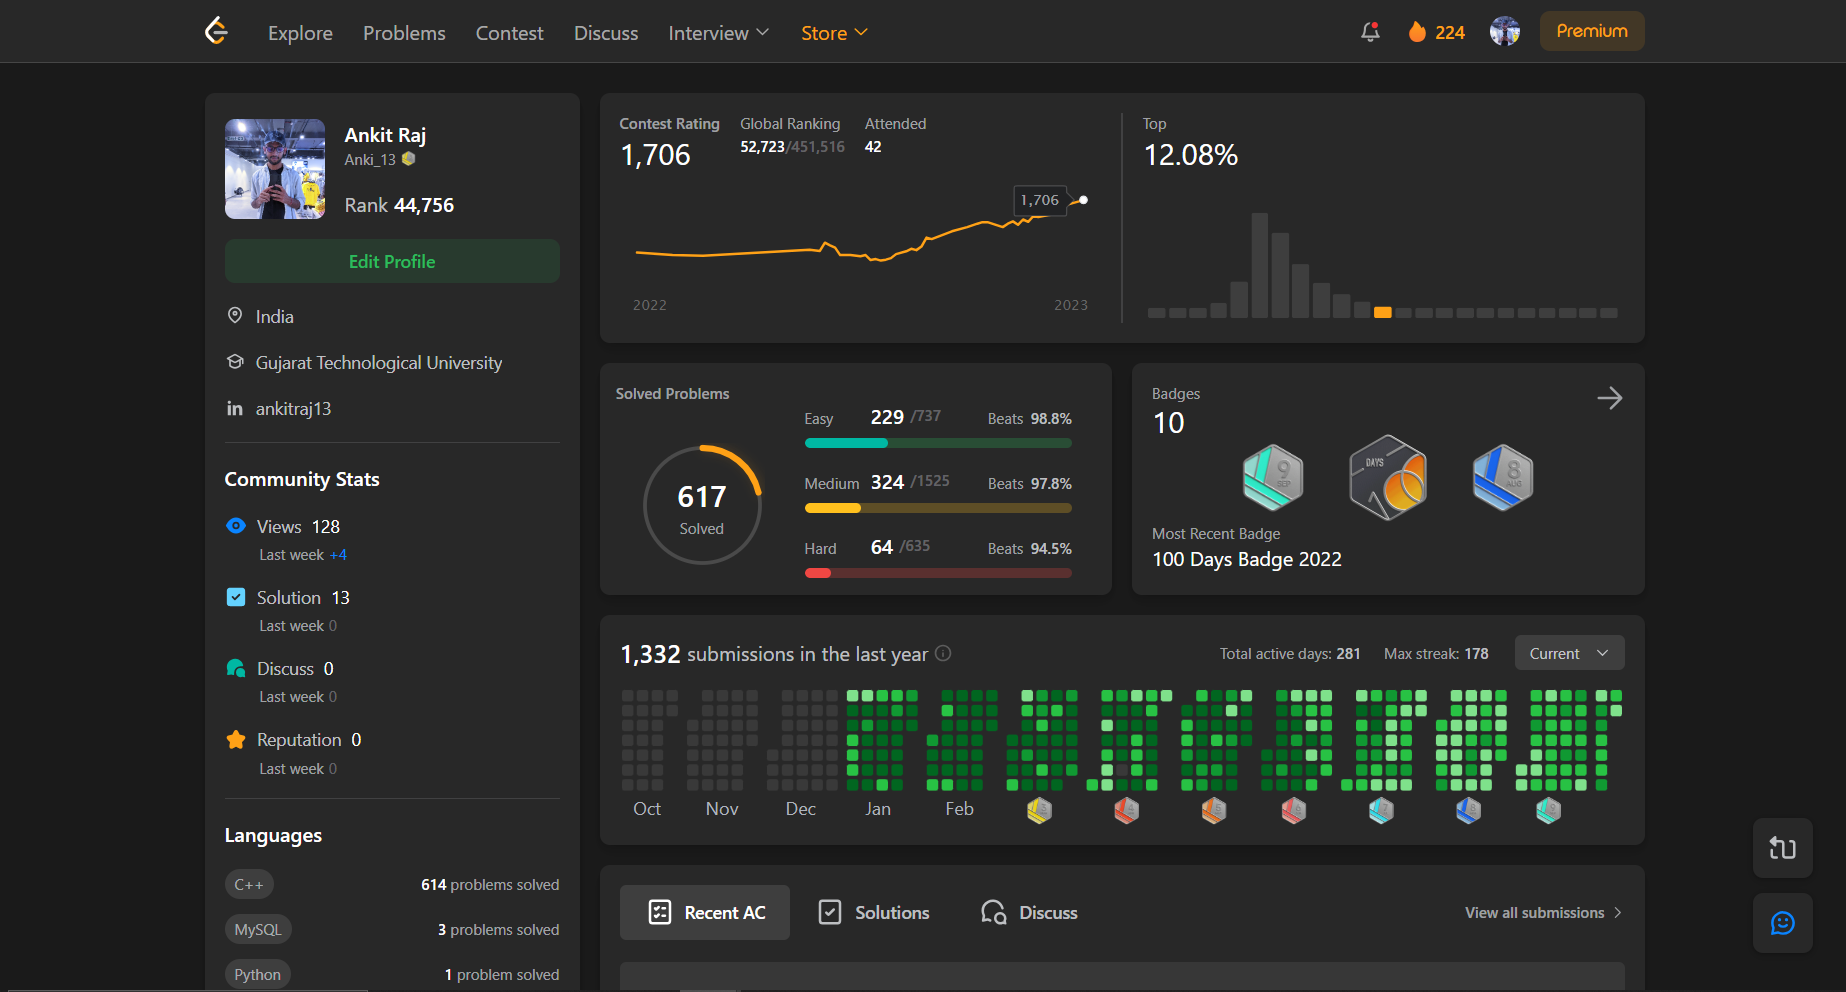 Explore Problems Contest Discuss Interview Store 224 Premium
Ankit Raj
Anki_13
Rank 44,756
Edit Profile
India
Gujarat Technological University
ankitraj13
Community Stats
Views 128
Last week +4
Solution 13
Last week 0
Discuss 0
Last week 0
Reputation 0
Last week 0
Languages
C++ 614 problems solved
MySQL 3 problems solved
Python 1 problem solved
Contest Rating Global Ranking Attended
1,706 52,723/451,516 42
1,706
2022 2023
Top
12.08%
Solved Problems
617
Solved
Easy 229 /737 Beats 98.8%
Medium 324 /1525 Beats 97.8%
Hard 64 /635 Beats 94.5%
Badges
10
9
SEP
DAYS
8
AUG
Most Recent Badge
100 Days Badge 2022
1,332 submissions in the last year Total active days: 281 Max streak: 178 Current
Oct Nov Dec Jan Feb
Recent AC Solutions Discuss View all submissions